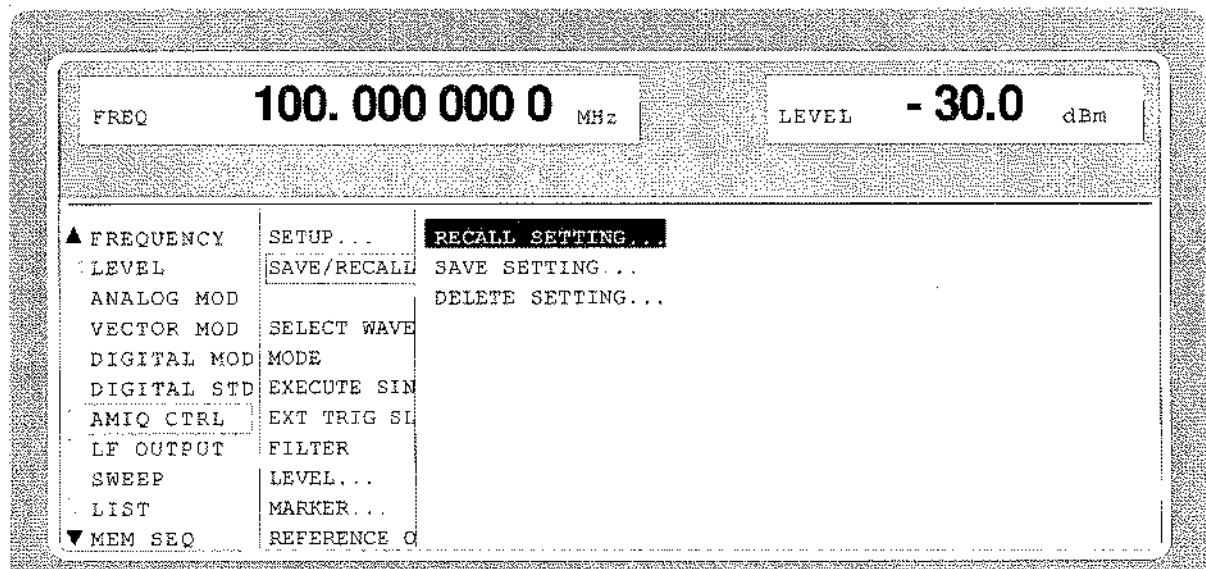 FREQ 100. 000 000 0 MHz LEVEL - 30.0 dBm
▲ FREQUENCY SETUP... RECALL SETTING...
LEVEL SAVE/RECALL SAVE SETTING...
ANALOG MOD DELETE SETTING...
VECTOR MOD SELECT WAVE
DIGITAL MOD MODE
DIGITAL STD EXECUTE SIN
AMIQ CTRL EXT TRIG SL
LF OUTPUT FILTER
SWEEP LEVEL...
LIST MARKER...
▼ MEM SEQ REFERENCE O